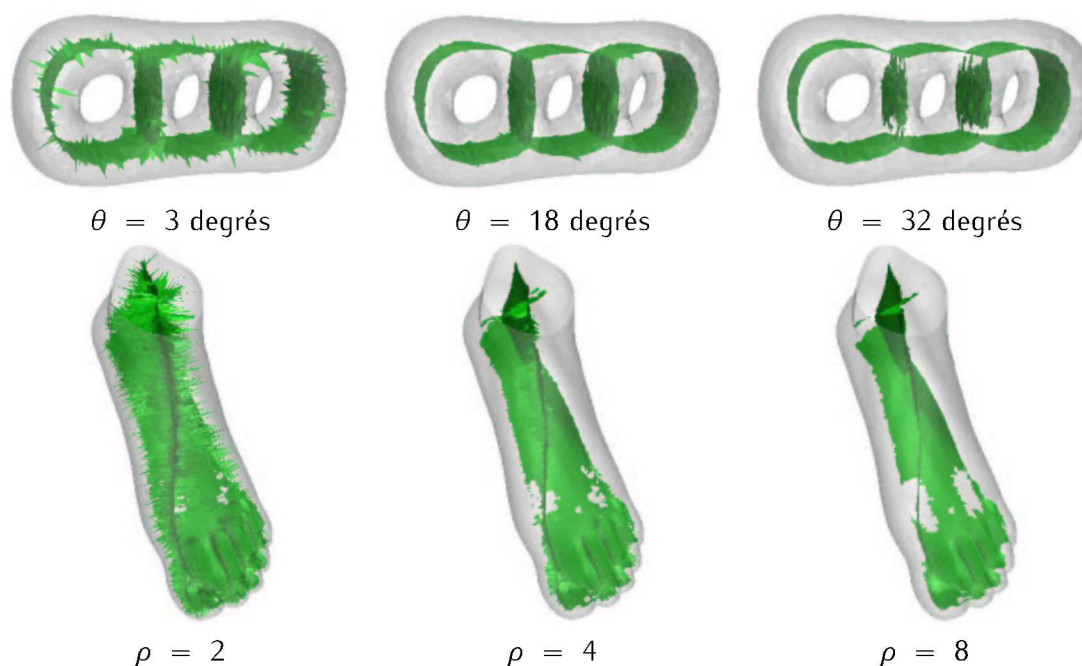 θ = 3 degrés
θ = 18 degrés
θ = 32 degrés
ρ = 2
ρ = 4
ρ = 8